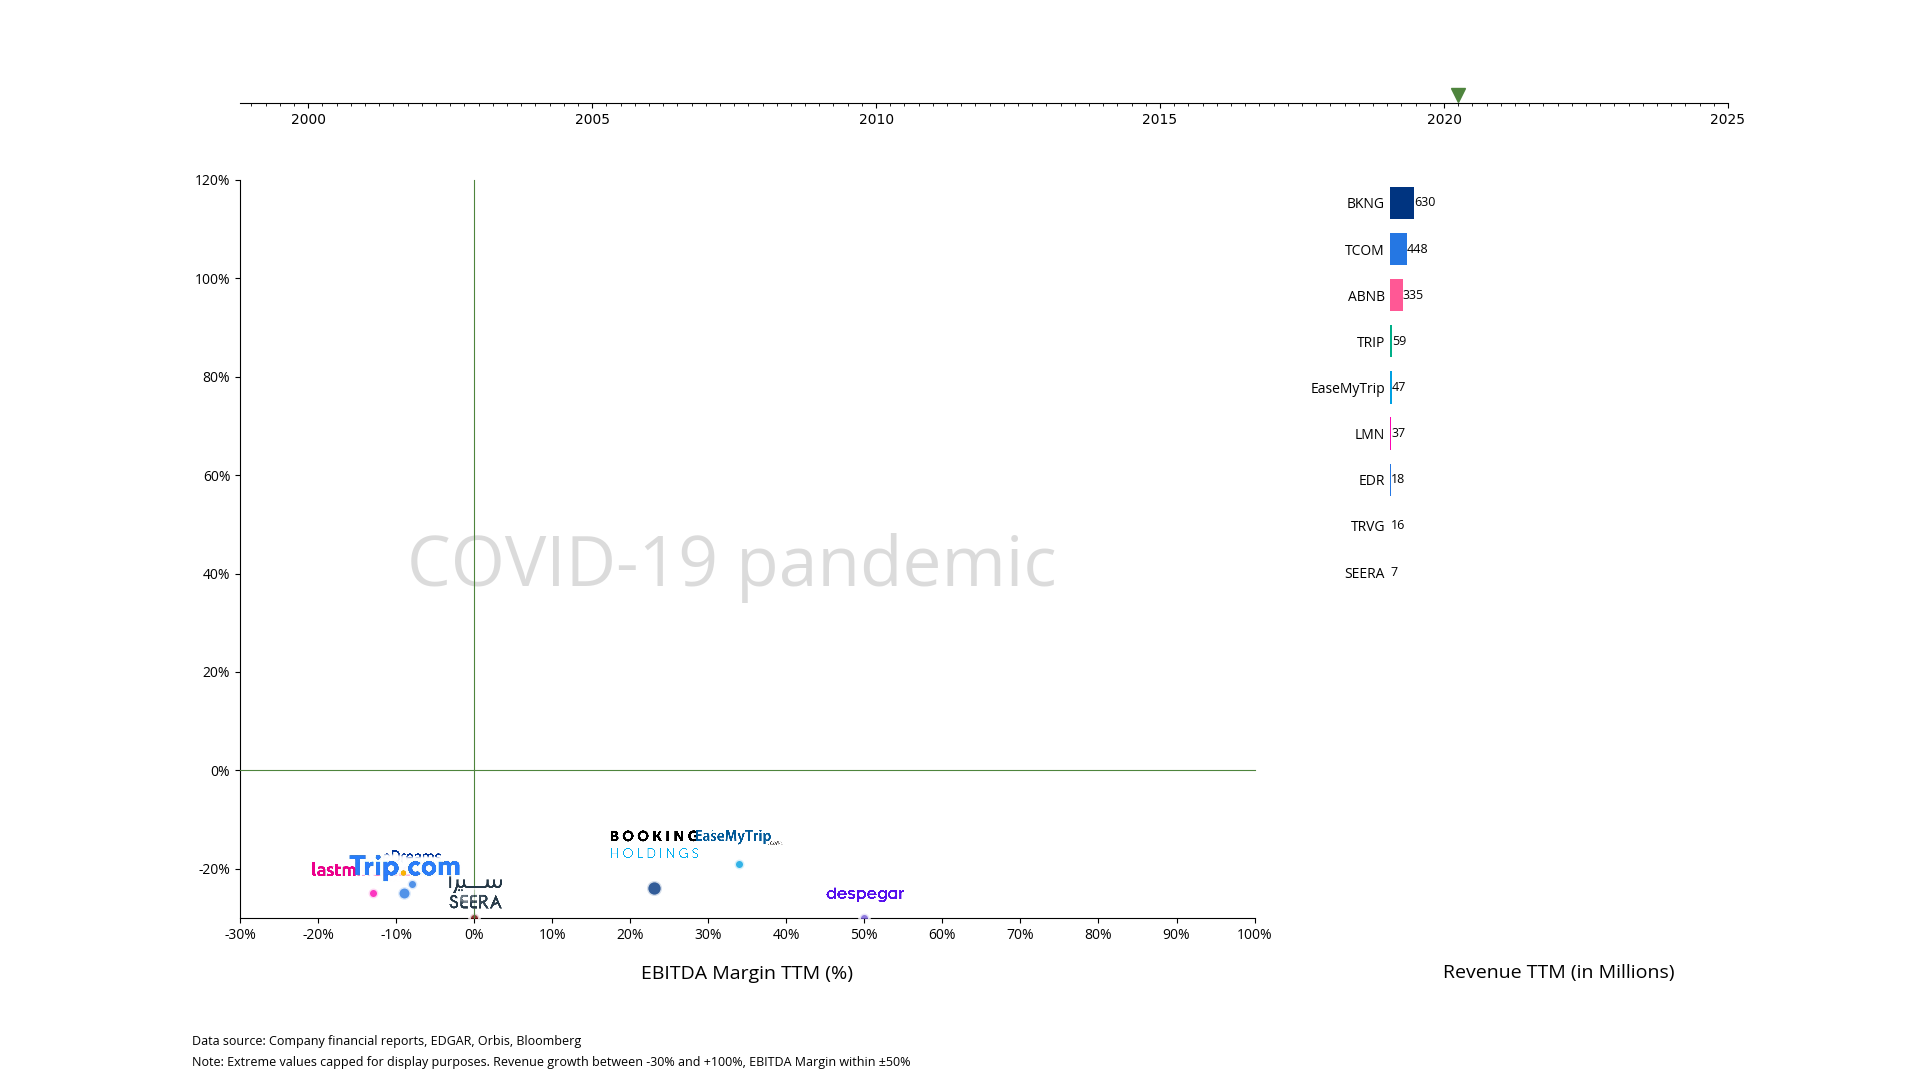 2000 2005 2010 2015 2020 2025
120%
100%
80%
60%
40%
20%
0%
-20%
COVID-19 pandemic
BOOKING
HOLDINGS
EaseMyTrip
.com
eDreams
lastm
Trip.com
سيرا
SEERA
despegar
-30% -20% -10% 0% 10% 20% 30% 40% 50% 60% 70% 80% 90% 100%
EBITDA Margin TTM (%)
BKNG 630
TCOM 448
ABNB 335
TRIP 59
EaseMyTrip 47
LMN 37
EDR 18
TRVG 16
SEERA 7
Revenue TTM (in Millions)
Data source: Company financial reports, EDGAR, Orbis, Bloomberg
Note: Extreme values capped for display purposes. Revenue growth between -30% and +100%, EBITDA Margin within ±50%